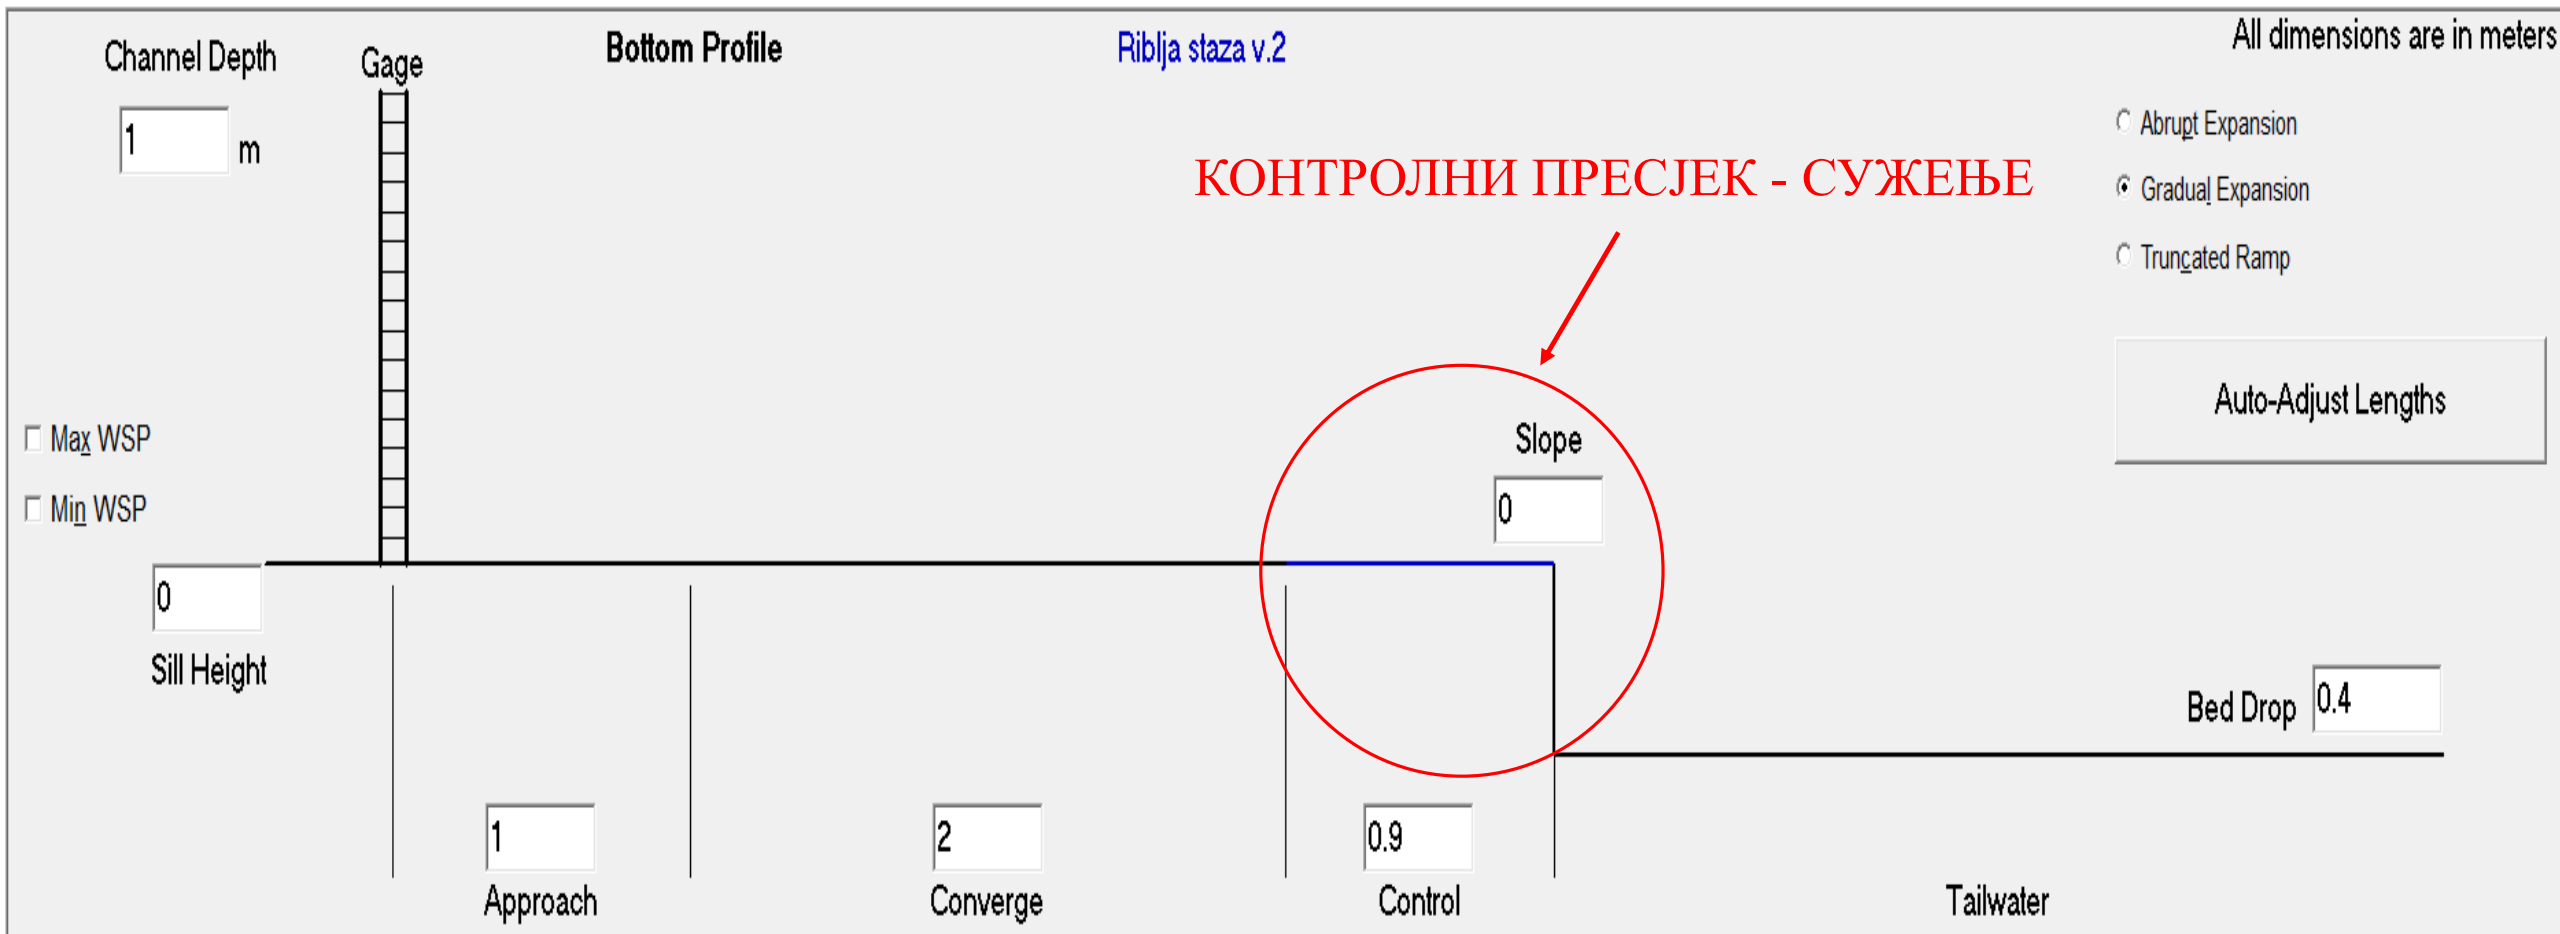 Channel Depth
Gage
Bottom Profile
Riblja staza v.2
All dimensions are in meters
1
m
КОНТРОЛНИ ПРЕСЈЕК - СУЖЕЊЕ
Abrupt Expansion
Gradual Expansion
Truncated Ramp
Auto-Adjust Lengths
Max WSP
Min WSP
Slope
0
0
Sill Height
Bed Drop
0.4
1
2
0.9
Approach
Converge
Control
Tailwater